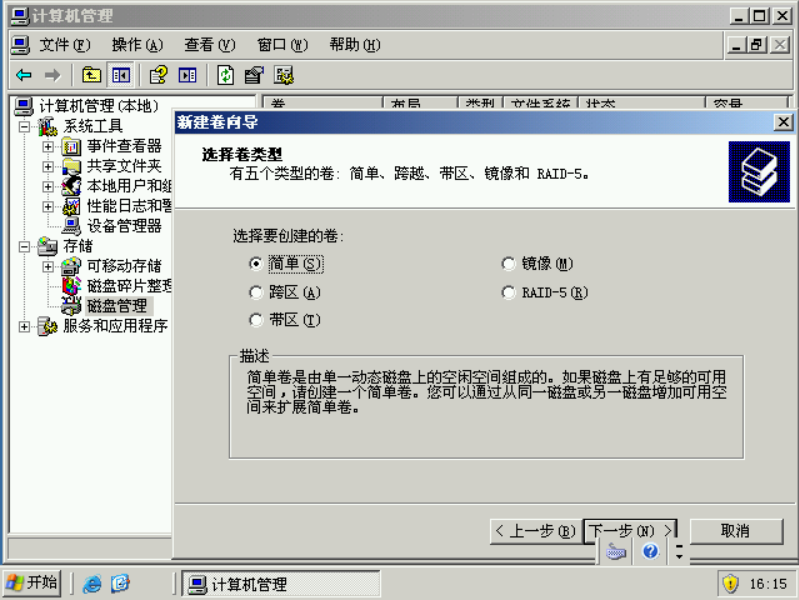 计算机管理
文件(F) 操作(A) 查看(V) 窗口(W) 帮助(H)
计算机管理(本地)
卷 布局 类型 文件系统 状态 容量
系统工具
事件查看器
共享文件夹
本地用户和组
性能日志和警
设备管理器
存储
可移动存储
磁盘碎片整理
磁盘管理
服务和应用程序
新建卷向导
选择卷类型
有五个类型的卷: 简单、跨越、带区、镜像和 RAID-5。
选择要创建的卷:
简单(S) 镜像(M)
跨区(A) RAID-5(R)
带区(T)
描述
简单卷是由单一动态磁盘上的空闲空间组成的。如果磁盘上有足够的可用
空间，请创建一个简单卷。您可以通过从同一磁盘或另一磁盘增加可用空
间来扩展简单卷。
< 上一步(B) 下一步(N) > 取消
开始 计算机管理 16:15